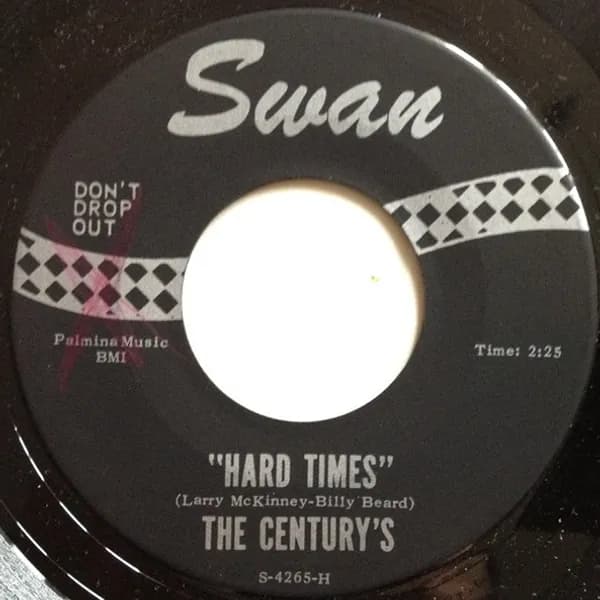 Swan
DON'T
DROP
OUT
Palmina Music
BMI
Time: 2:25
"HARD TIMES"
(Larry McKinney-Billy Beard)
THE CENTURY'S
S-4265-H